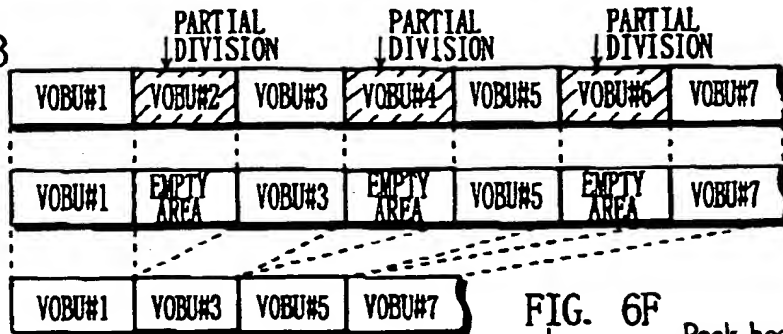 PARTIAL DIVISION PARTIAL DIVISION PARTIAL DIVISION
VOBU#1 VOBU#2 VOBU#3 VOBU#4 VOBU#5 VOBU#6 VOBU#7
VOBU#1 EMPTY AREA VOBU#3 EMPTY AREA VOBU#5 EMPTY AREA VOBU#7
VOBU#1 VOBU#3 VOBU#5 VOBU#7
FIG. 6F